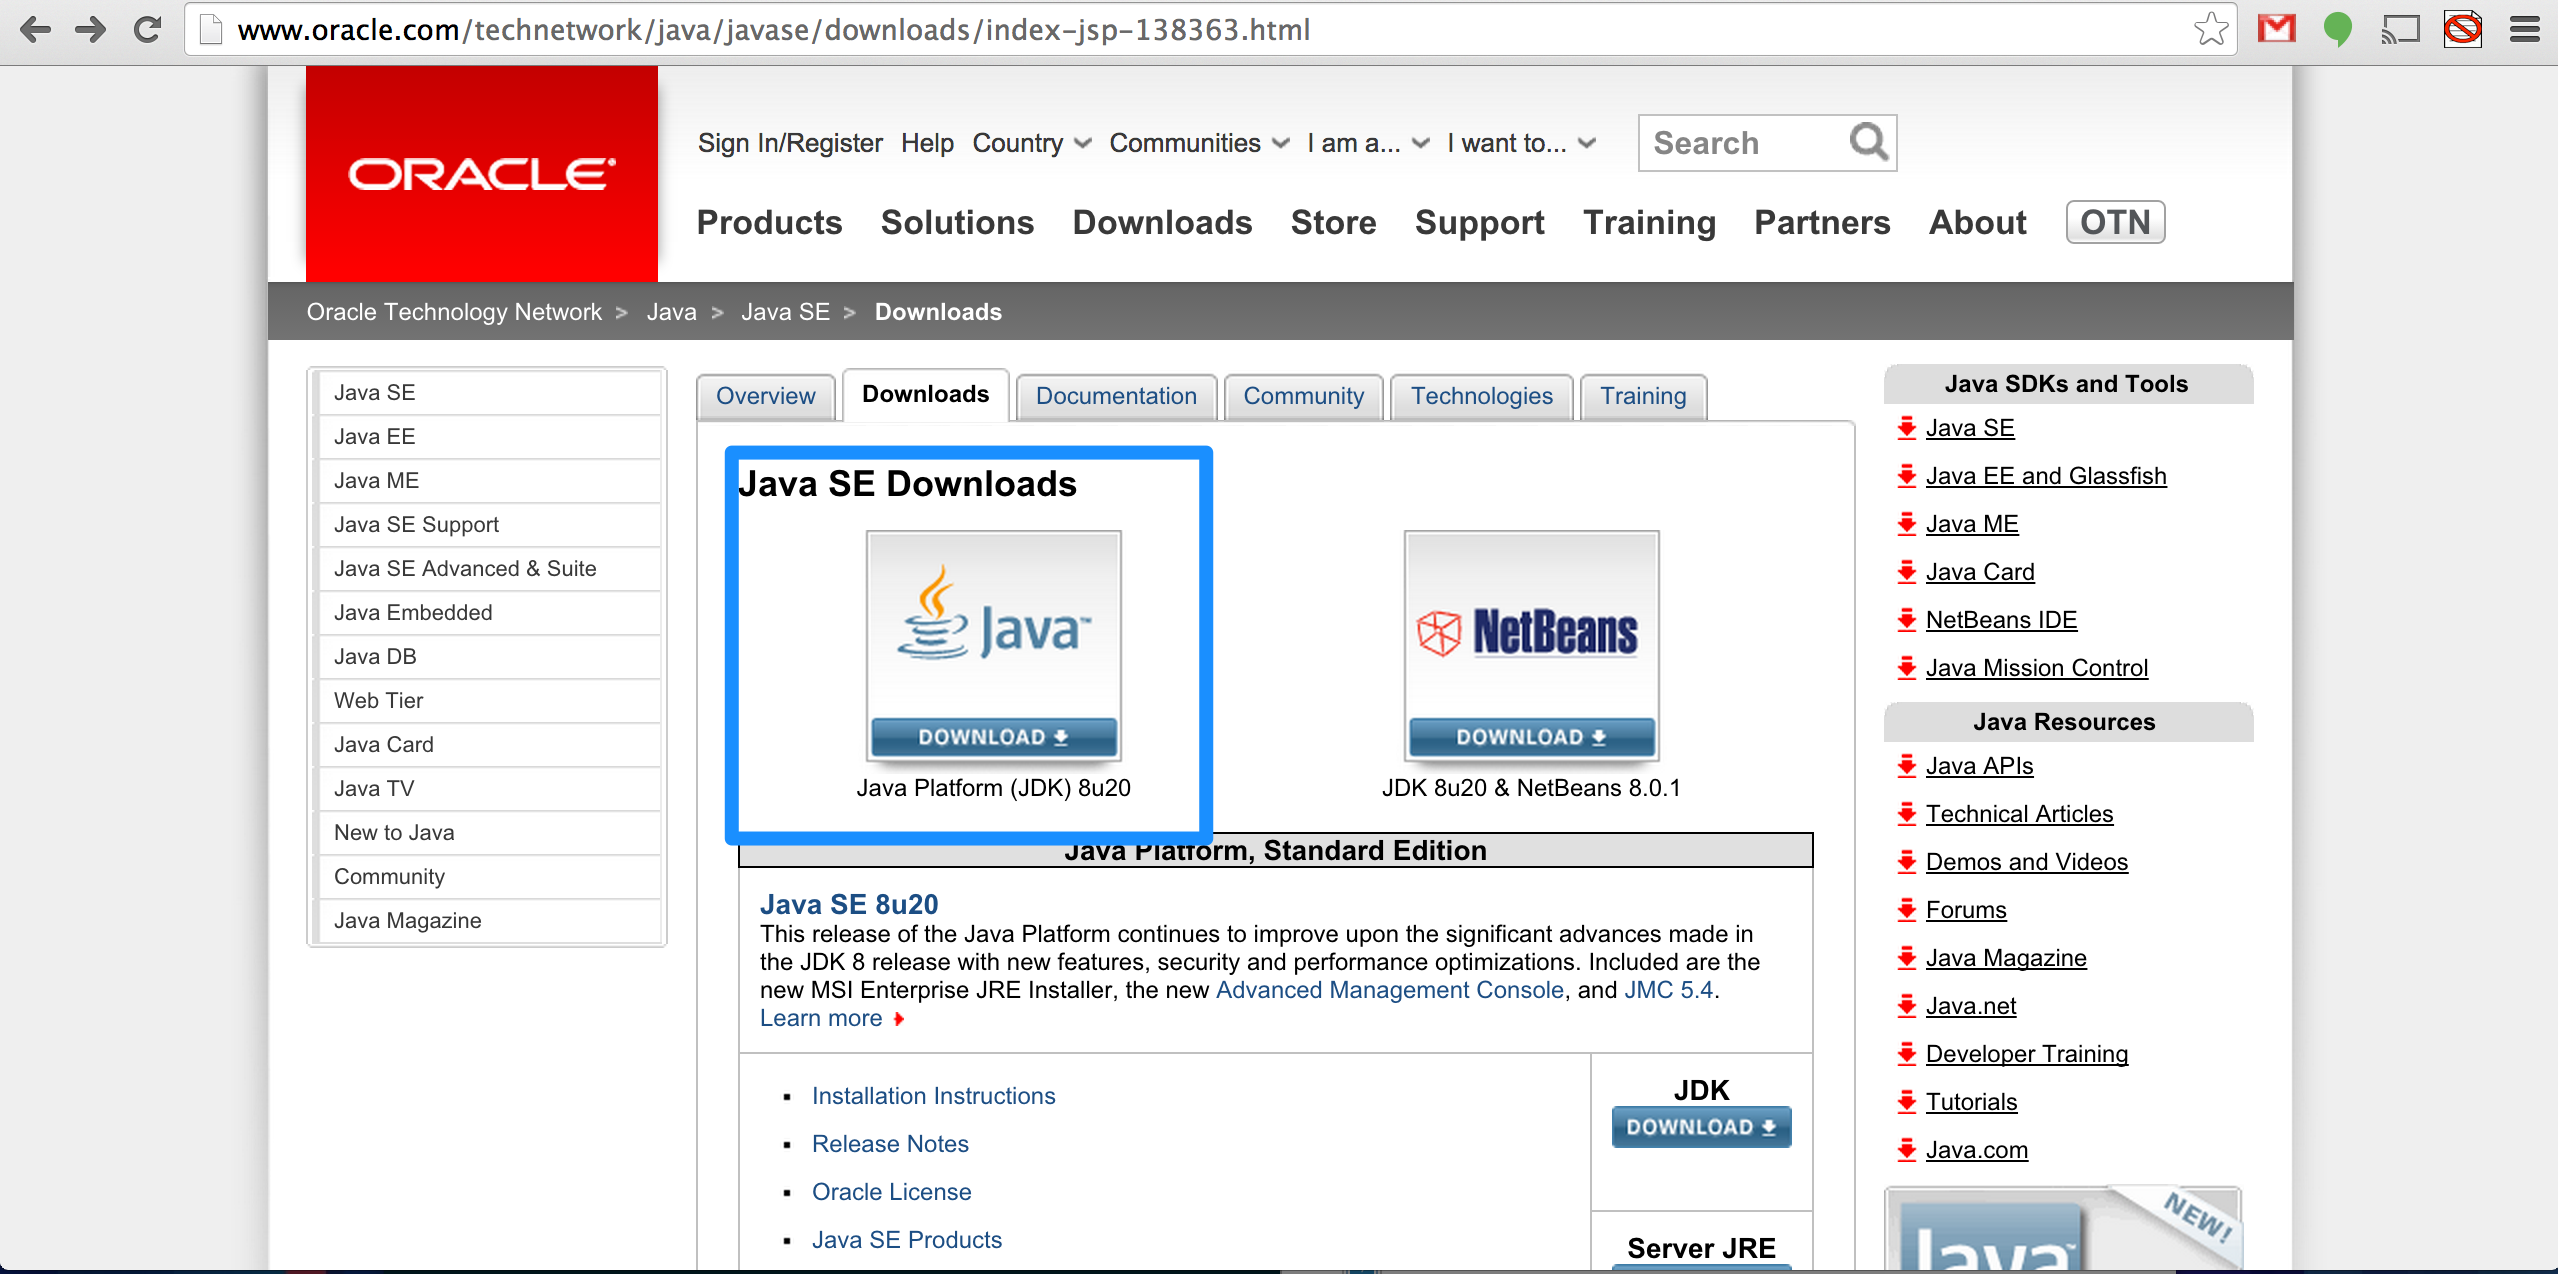 www.oracle.com/technetwork/java/javase/downloads/index-jsp-138363.html
ORACLE
Sign In/Register Help Country Communities I am a... I want to... Search
Products Solutions Downloads Store Support Training Partners About OTN
Oracle Technology Network > Java > Java SE > Downloads
Java SE
Java EE
Java ME
Java SE Support
Java SE Advanced & Suite
Java Embedded
Java DB
Web Tier
Java Card
Java TV
New to Java
Community
Java Magazine
Overview Downloads Documentation Community Technologies Training
Java SE Downloads
Java™
DOWNLOAD
Java Platform (JDK) 8u20
NetBeans
DOWNLOAD
JDK 8u20 & NetBeans 8.0.1
Java Platform, Standard Edition
Java SE 8u20
This release of the Java Platform continues to improve upon the significant advances made in
the JDK 8 release with new features, security and performance optimizations. Included are the
new MSI Enterprise JRE Installer, the new Advanced Management Console, and JMC 5.4.
Learn more
Installation Instructions
Release Notes
Oracle License
Java SE Products
JDK
DOWNLOAD
Server JRE
Java SDKs and Tools
Java SE
Java EE and Glassfish
Java ME
Java Card
NetBeans IDE
Java Mission Control
Java Resources
Java APIs
Technical Articles
Demos and Videos
Forums
Java Magazine
Java.net
Developer Training
Tutorials
Java.com
NEW!
Java™